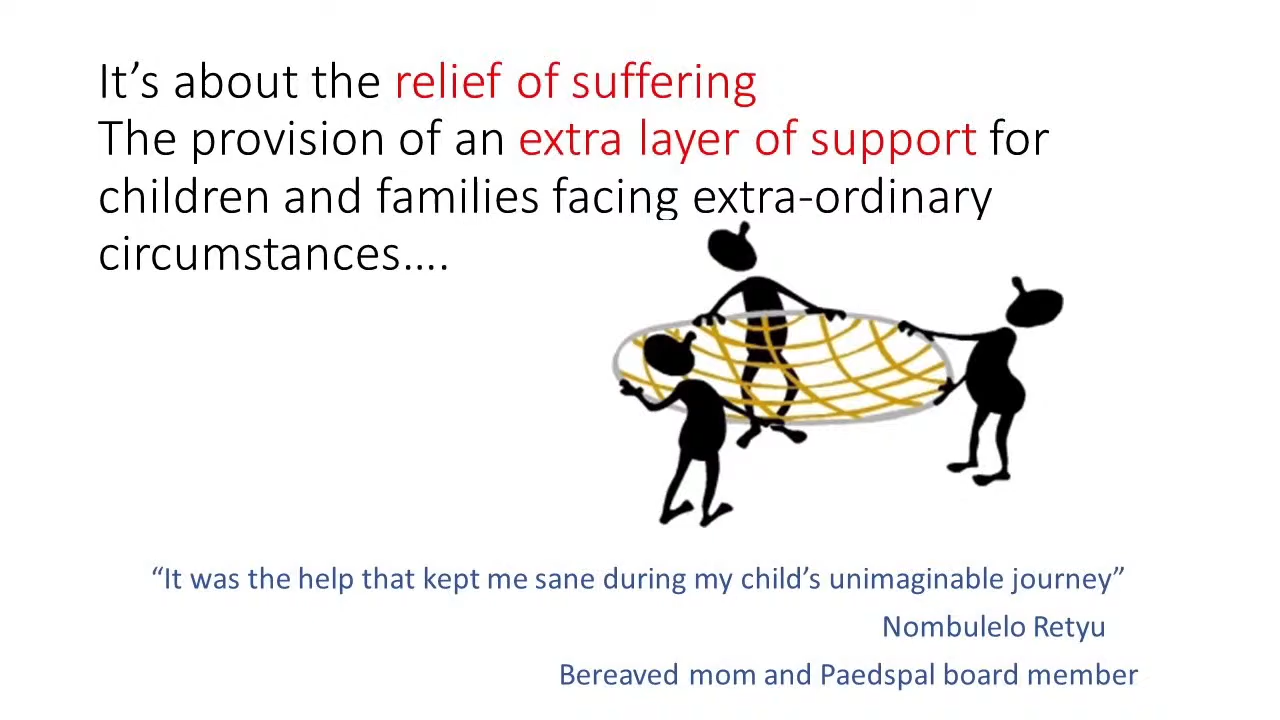 It’s about the relief of suffering
The provision of an extra layer of support for
children and families facing extra-ordinary
circumstances….
“It was the help that kept me sane during my child’s unimaginable journey”
Nombulelo Retyu
Bereaved mom and Paedspal board member